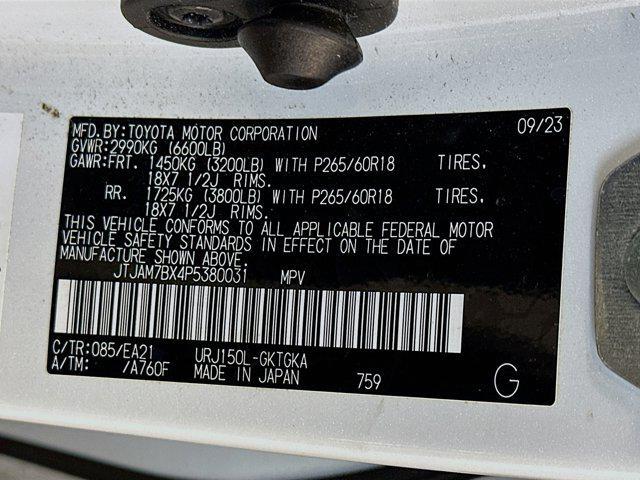 MFD.BY:TOYOTA MOTOR CORPORATION 09/23
GVWR:2990KG (6600LB)
GAWR:FRT. 1450KG (3200LB) WITH P265/60R18 TIRES.
18X7 1/2J RIMS.
RR. 1725KG (3800LB) WITH P265/60R18 TIRES.
18X7 1/2J RIMS.
THIS VEHICLE CONFORMS TO ALL APPLICABLE FEDERAL MOTOR
VEHICLE SAFETY STANDARDS IN EFFECT ON THE DATE OF
MANUFACTURE SHOWN ABOVE.
JTJAM7BX4P5380031 MPV
C/TR:085/EA21 URJ150L-GKTGKA
A/TM: /A760F MADE IN JAPAN 759 G